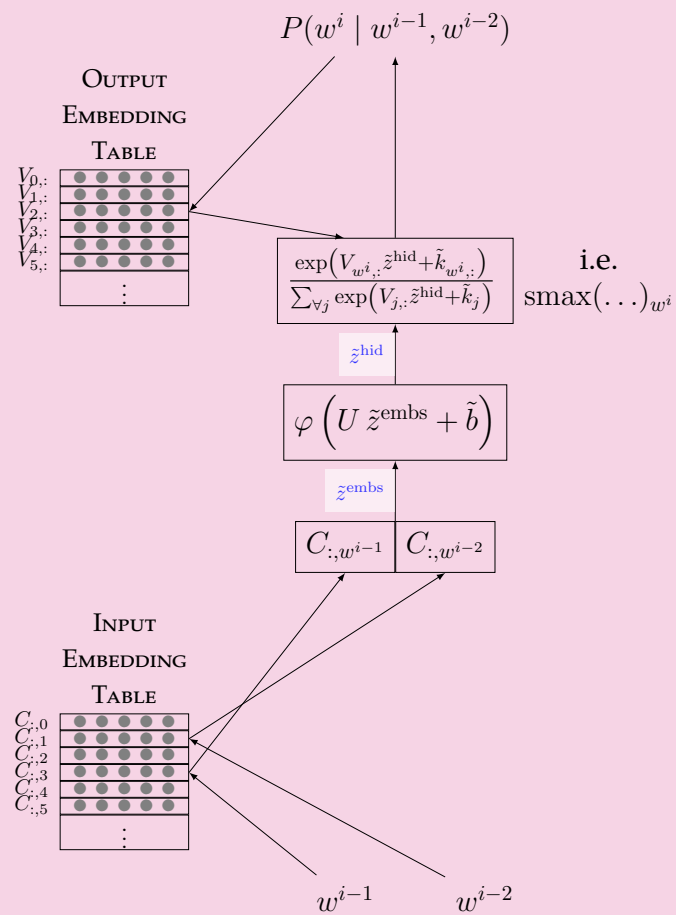 P(w^i | w^{i-1}, w^{i-2})
OUTPUT
EMBEDDING
TABLE
V_{0,:}
V_{1,:}
V_{2,:}
V_{3,:}
V_{4,:}
V_{5,:}
⋮
exp(V_{w^i,:} z̃^{hid} + k̃_{w^i,:})
∑_{∀j} exp(V_{j,:} z̃^{hid} + k̃_j)
i.e.
smax(…)_{w^i}
z̃^{hid}
φ(U z̃^{embs} + b̃)
z̃^{embs}
C_{:,w^{i-1}} C_{:,w^{i-2}}
INPUT
EMBEDDING
TABLE
C_{:,0}
C_{:,1}
C_{:,2}
C_{:,3}
C_{:,4}
C_{:,5}
⋮
w^{i-1} w^{i-2}